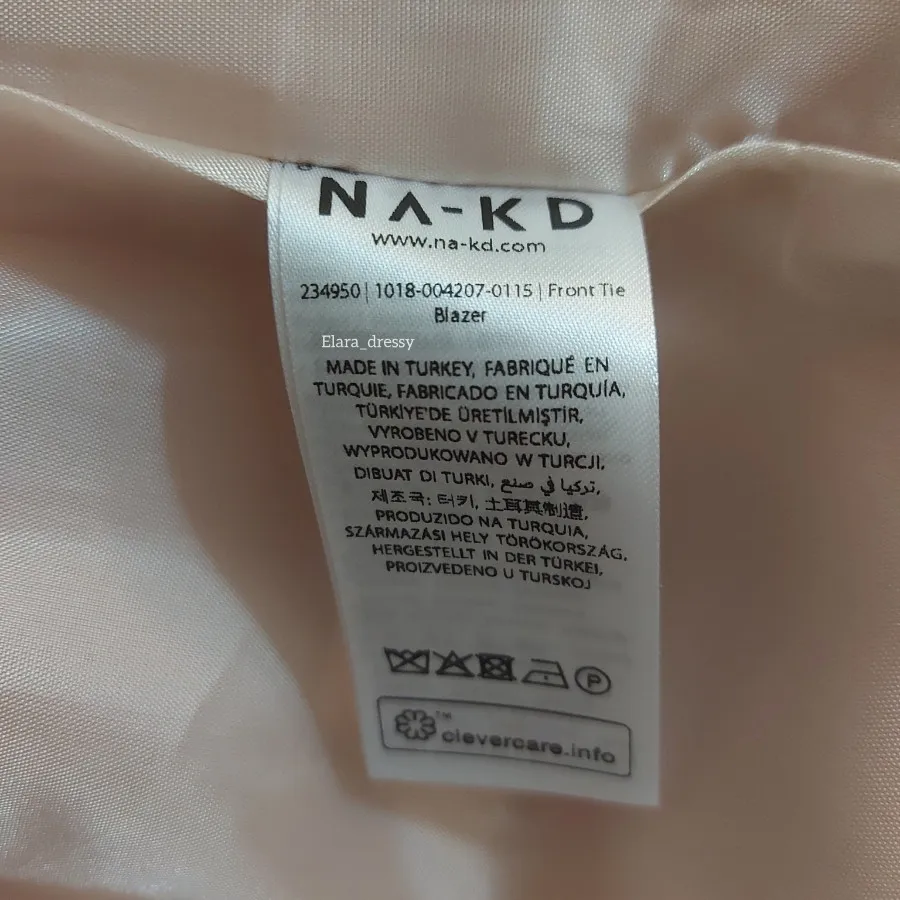 NA-KD
www.na-kd.com
234950 | 1018-004207-0115 | Front Tie
Blazer
Elara_dressy
MADE IN TURKEY, FABRIQUÉ EN
TURQUIE, FABRICADO EN TURQUÍA,
TÜRKİYE'DE ÜRETİLMİŞTİR,
VYROBENO V TURECKU,
WYPRODUKOWANO W TURCJI,
DIBUAT DI TURKI, تركيا في صنع,
제조국: 터키, 土耳其制造,
PRODUZIDO NA TURQUIA,
SZÁRMAZÁSI HELY TÖRÖKORSZÁG,
HERGESTELLT IN DER TÜRKEI,
PROIZVEDENO U TURSKOJ
P
TM
clevercare.info